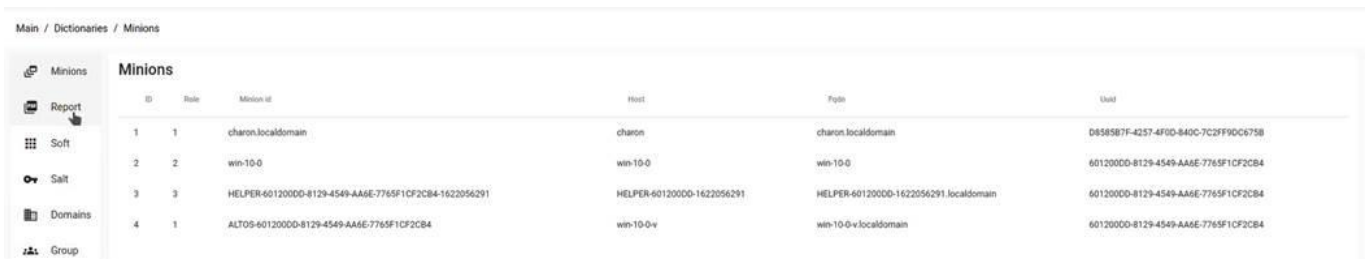 Main / Dictionaries / Minions
Minions
Report
Soft
Salt
Domains
Group
Minions
ID Role Minion id Host Fqdn Uuid
1 1 charon.localdomain charon charon.localdomain D8585B7F-4257-4F0D-840C-7C2FF9DC675B
2 2 win-10-0 win-10-0 win-10-0 601200DD-8129-4549-AA6E-7765F1CF2CB4
3 3 HELPER-601200DD-8129-4549-AA6E-7765F1CF2CB4-1622056291 HELPER-601200DD-1622056291 HELPER-601200DD-1622056291.localdomain 601200DD-8129-4549-AA6E-7765F1CF2CB4
4 1 ALTOS-601200DD-8129-4549-AA6E-7765F1CF2CB4 win-10-0-v win-10-0-v.localdomain 601200DD-8129-4549-AA6E-7765F1CF2CB4